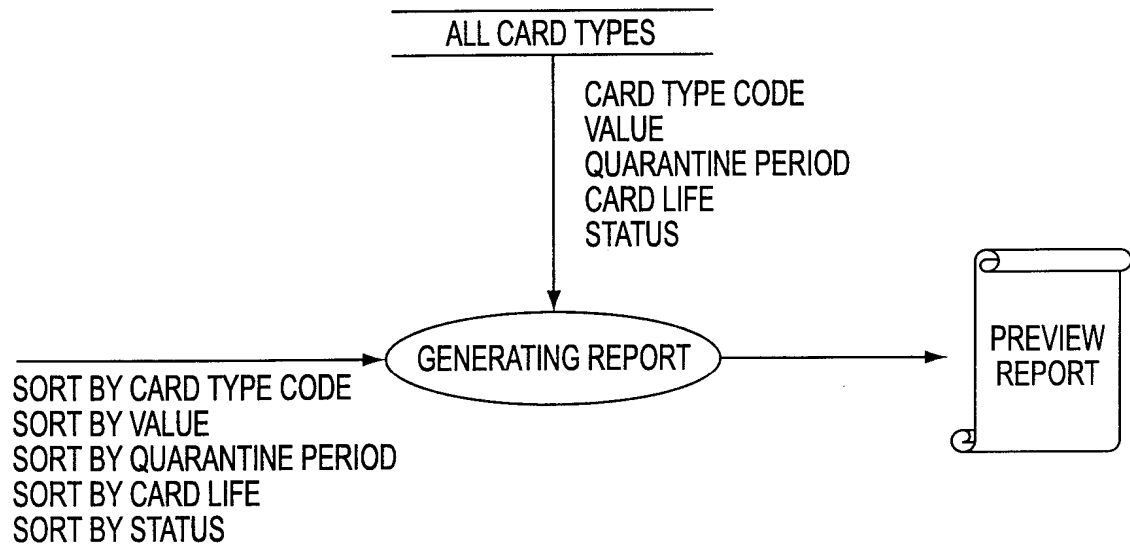 ALL CARD TYPES
CARD TYPE CODE
VALUE
QUARANTINE PERIOD
CARD LIFE
STATUS
GENERATING REPORT
PREVIEW
REPORT
SORT BY CARD TYPE CODE
SORT BY VALUE
SORT BY QUARANTINE PERIOD
SORT BY CARD LIFE
SORT BY STATUS